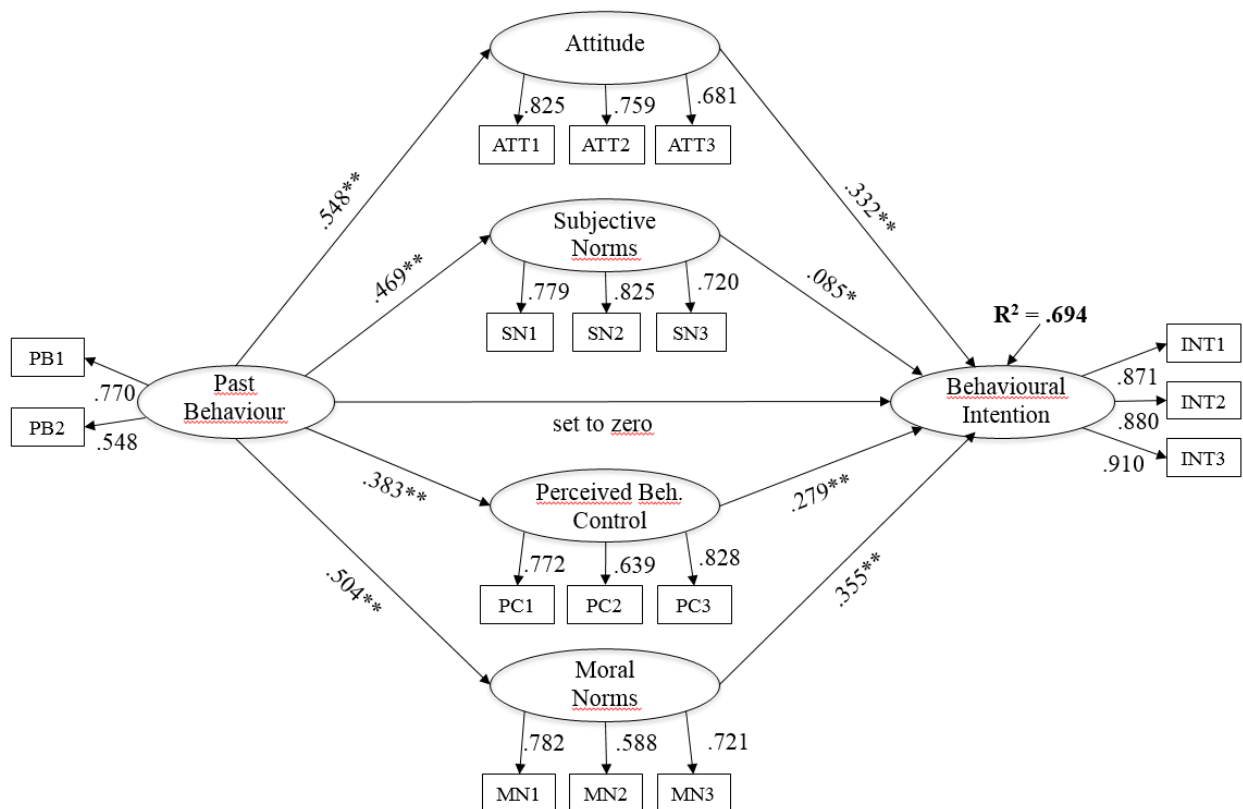 Attitude
.825
.759
.681
ATT1
ATT2
ATT3
.548**
.332**
Subjective
Norms
.469**
.085*
.779
.825
.720
SN1
SN2
SN3
R² = .694
PB1
.770
PB2
.548
Past
Behaviour
set to zero
Behavioural
Intention
INT1
.871
INT2
.880
INT3
.910
.383**
Perceived Beh.
Control
.279**
.772
.639
.828
PC1
PC2
PC3
.504**
.355**
Moral
Norms
.782
.588
.721
MN1
MN2
MN3